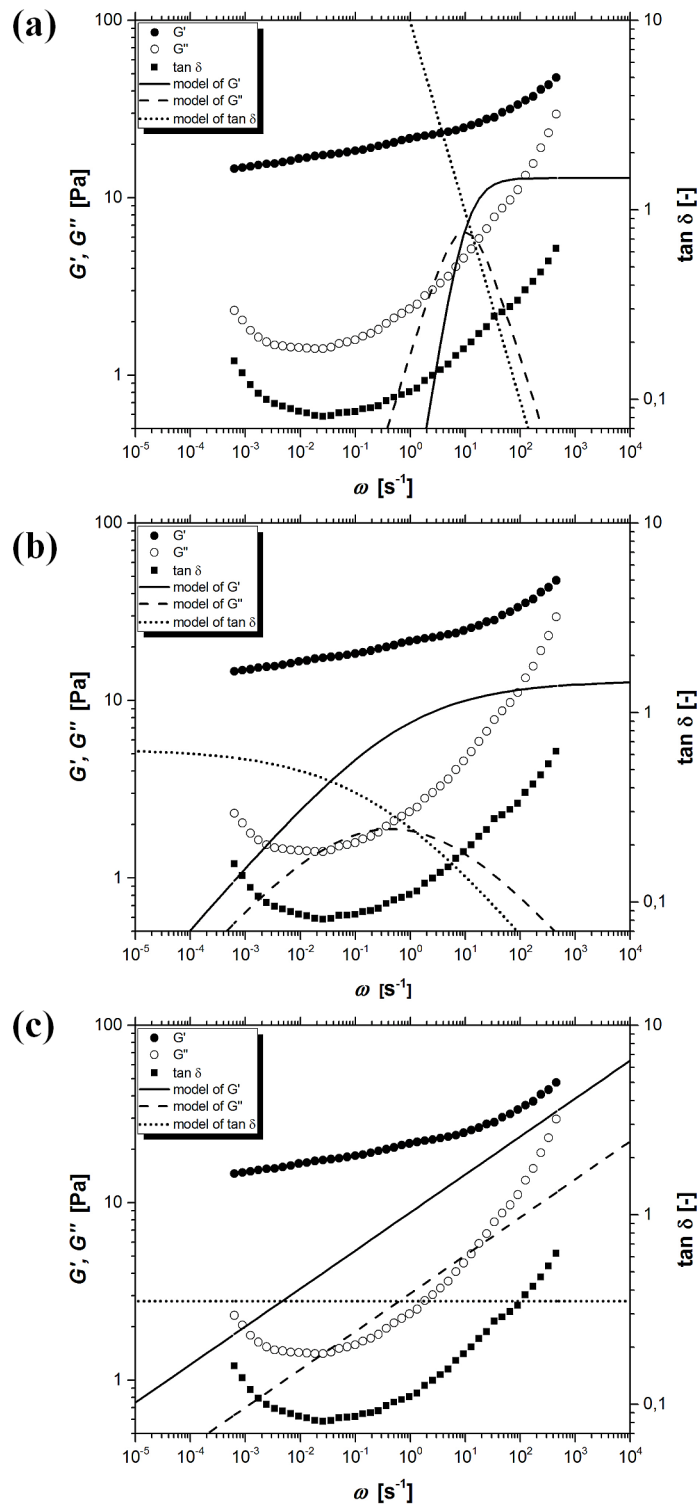 (a)
G'
G''
tan δ
model of G'
model of G''
model of tan δ
100
10
1
G', G'' [Pa]
10
1
0,1
tan δ [-]
10⁻⁵ 10⁻⁴ 10⁻³ 10⁻² 10⁻¹ 10⁰ 10¹ 10² 10³ 10⁴
ω [s⁻¹]
(b)
G'
G''
tan δ
model of G'
model of G''
model of tan δ
100
10
1
G', G'' [Pa]
10
1
0,1
tan δ [-]
10⁻⁵ 10⁻⁴ 10⁻³ 10⁻² 10⁻¹ 10⁰ 10¹ 10² 10³ 10⁴
ω [s⁻¹]
(c)
G'
G''
tan δ
model of G'
model of G''
model of tan δ
100
10
1
G', G'' [Pa]
10
1
0,1
tan δ [-]
10⁻⁵ 10⁻⁴ 10⁻³ 10⁻² 10⁻¹ 10⁰ 10¹ 10² 10³ 10⁴
ω [s⁻¹]